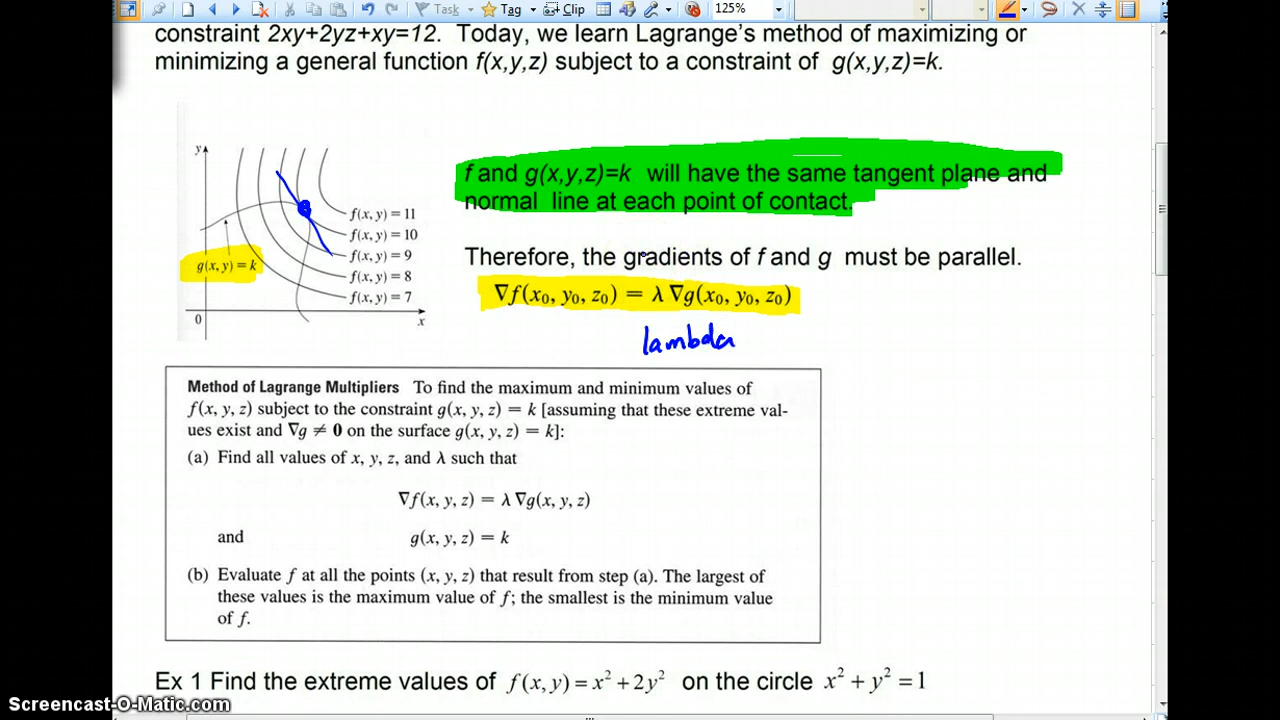 Task Tag Clip 125%
constraint 2xy+2yz+xy=12. Today, we learn Lagrange's method of maximizing or
minimizing a general function f(x,y,z) subject to a constraint of g(x,y,z)=k.
y
f(x, y) = 11
f(x, y) = 10
f(x, y) = 9
g(x, y) = k
f(x, y) = 8
f(x, y) = 7
0
x
f and g(x,y,z)=k will have the same tangent plane and
normal line at each point of contact.
Therefore, the gradients of f and g must be parallel.
∇f(x₀, y₀, z₀) = λ ∇g(x₀, y₀, z₀)
lambda
Method of Lagrange Multipliers To find the maximum and minimum values of
f(x, y, z) subject to the constraint g(x, y, z) = k [assuming that these extreme val-
ues exist and ∇g ≠ 0 on the surface g(x, y, z) = k]:
(a) Find all values of x, y, z, and λ such that
∇f(x, y, z) = λ ∇g(x, y, z)
and g(x, y, z) = k
(b) Evaluate f at all the points (x, y, z) that result from step (a). The largest of
these values is the maximum value of f; the smallest is the minimum value
of f.
Ex 1 Find the extreme values of f(x, y) = x² + 2y² on the circle x² + y² = 1
Screencast-O-Matic.com